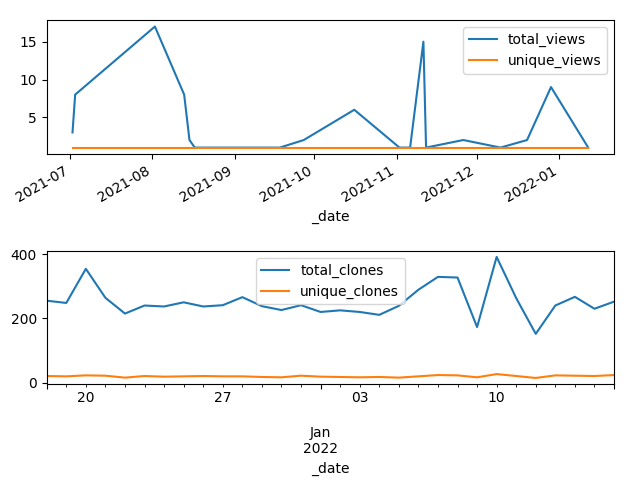 15
10
5
total_views
unique_views
2021-07
2021-08
2021-09
2021-10
2021-11
2021-12
2022-01
_date
400
200
0
total_clones
unique_clones
20
27
03
10
Jan
2022
_date